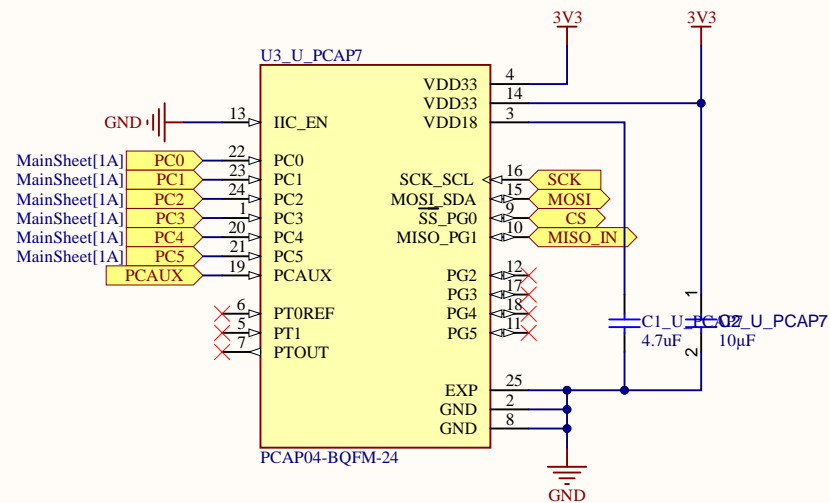 3V3 3V3
U3_U_PCAP7
VDD33 4
VDD33 14
GND 13 IIC_EN VDD18 3
MainSheet[1A] PC0 22 PC0
MainSheet[1A] PC1 23 PC1 SCK_SCL 16 SCK
MainSheet[1A] PC2 24 PC2 MOSI_SDA 15 MOSI
MainSheet[1A] PC3 1 PC3 SS_PG0 9 CS
MainSheet[1A] PC4 20 PC4 MISO_PG1 10 MISO_IN
MainSheet[1A] PC5 21 PC5
PCAUX 19 PCAUX PG2 12
PG3 17 1
6 PT0REF PG4 18
5 PT1 PG5 11 C1_U_PCAP7 C2_U_PCAP7
7 PTOUT 4.7uF 2 10µF
EXP 25
GND 2
GND 8
PCAP04-BQFM-24
GND